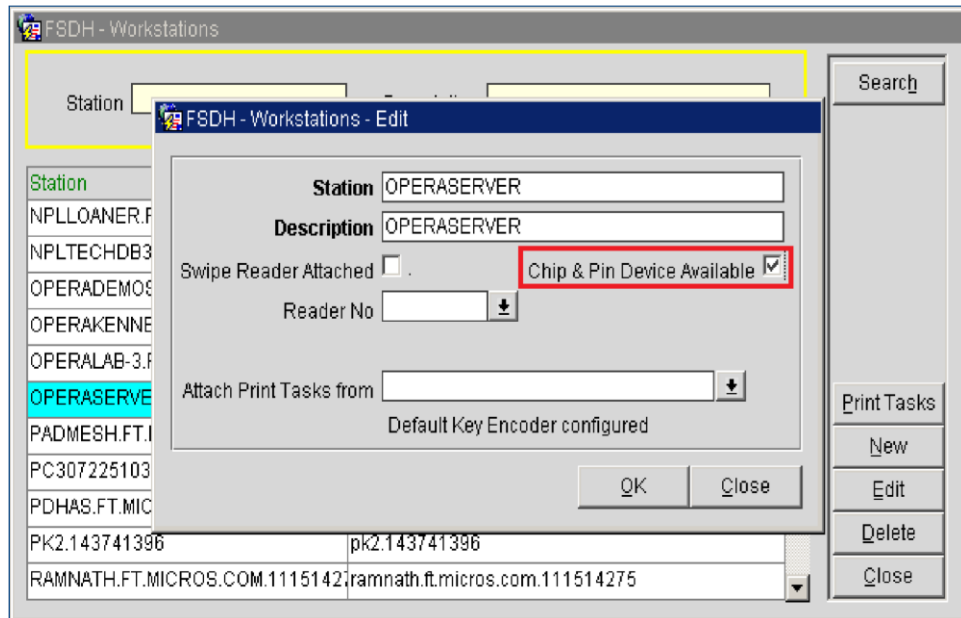 FSDH - Workstations
Station
Search
FSDH - Workstations - Edit
Station OPERASERVER
Description OPERASERVER
Swipe Reader Attached . Chip & Pin Device Available
Reader No
Attach Print Tasks from
Default Key Encoder configured
OK Close
Station
NPLLOANER.F
NPLTECHDB3
OPERADEMOS
OPERAKENNE
OPERALAB-3.F
OPERASERVE
PADMESH.FT.
PC307225103
PDHAS.FT.MIC
PK2.143741396 pk2.143741396
RAMNATH.FT.MICROS.COM.11151427 ramnath.ft.micros.com.111514275
Print Tasks
New
Edit
Delete
Close